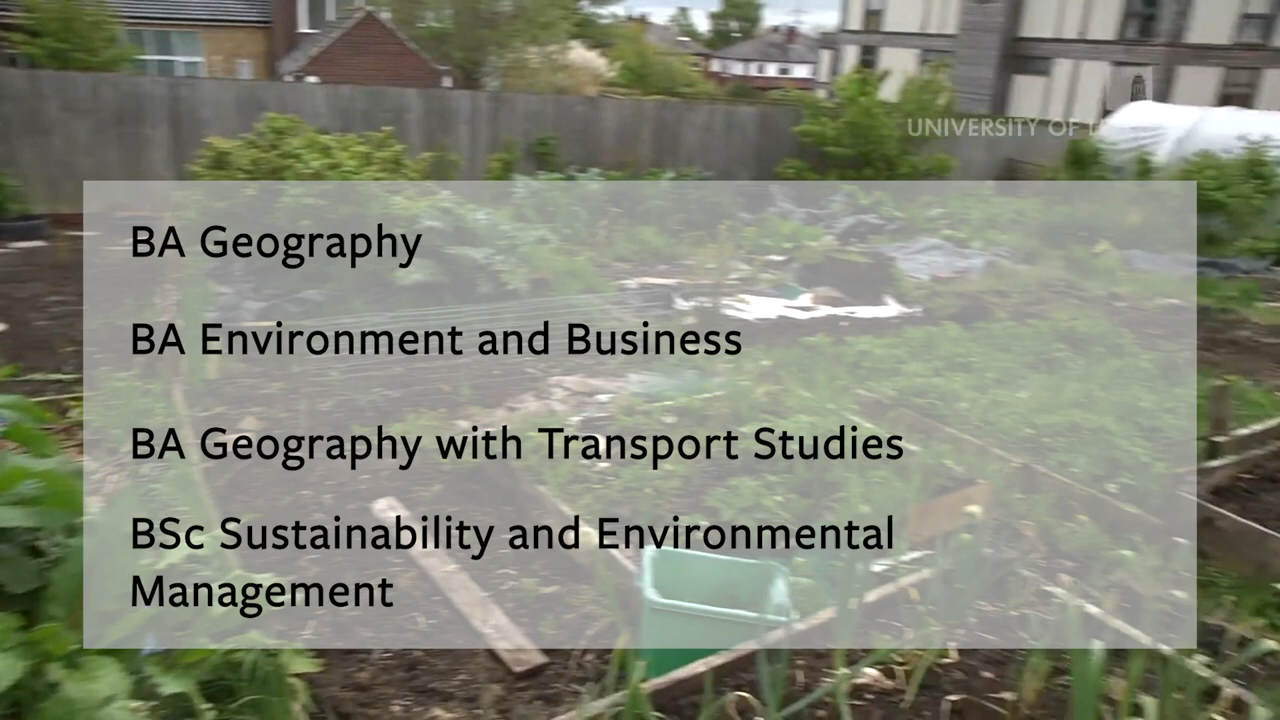 UNIVERSITY OF
BA Geography
BA Environment and Business
BA Geography with Transport Studies
BSc Sustainability and Environmental
Management